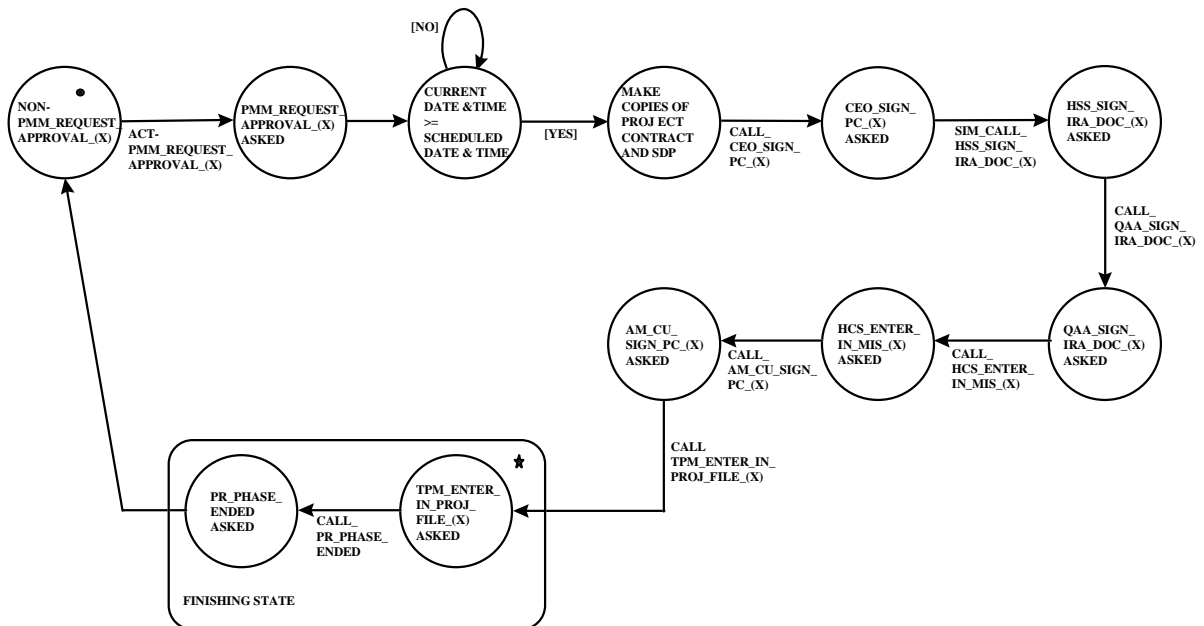 [NO]
NON-
PMM_REQUEST_
APPROVAL_(X)
ACT-
PMM_REQUEST_
APPROVAL_(X)
PMM_REQUEST_
APPROVAL_(X)
ASKED
CURRENT
DATE &TIME
>=
SCHEDULED
DATE & TIME
[YES]
MAKE
COPIES OF
PROJ ECT
CONTRACT
AND SDP
CALL_
CEO_SIGN_
PC_(X)
CEO_SIGN_
PC_(X)
ASKED
SIM_CALL_
HSS_SIGN_
IRA_DOC_(X)
HSS_SIGN_
IRA_DOC_(X)
ASKED
CALL_
QAA_SIGN_
IRA_DOC_(X)
QAA_SIGN_
IRA_DOC_(X)
ASKED
CALL_
HCS_ENTER_
IN_MIS_(X)
HCS_ENTER_
IN_MIS_(X)
ASKED
CALL_
AM_CU_SIGN_
PC_(X)
AM_CU_
SIGN_PC_(X)
ASKED
CALL
TPM_ENTER_IN_
PROJ_FILE_(X)
TPM_ENTER_
IN_PROJ_
FILE_(X)
ASKED
CALL_
PR_PHASE_
ENDED
PR_PHASE_
ENDED
ASKED
FINISHING STATE